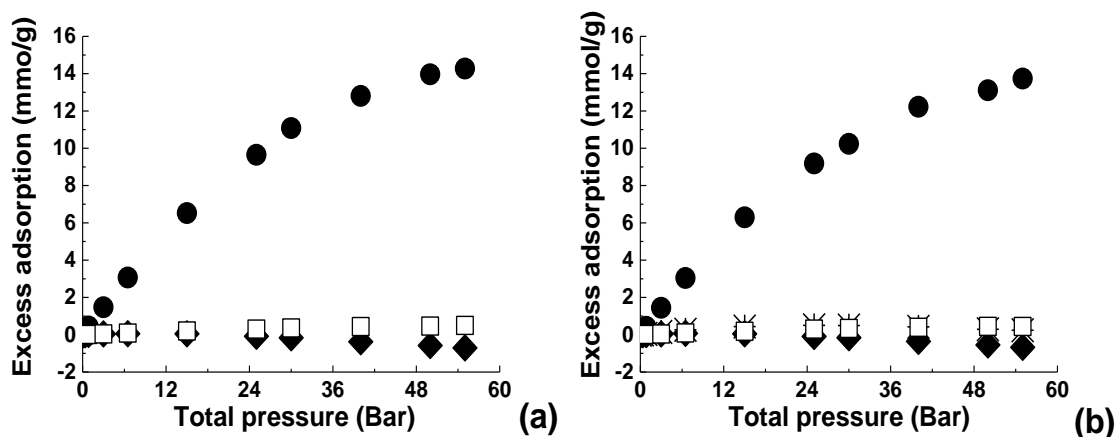 16
14
12
10
8
6
4
2
0
-2
Excess adsorption (mmo/g)
0 12 24 36 48 60
Total pressure (Bar)
(a)
16
14
12
10
8
6
4
2
0
-2
Excess adsorption (mmol/g)
0 12 24 36 48 60
Total pressure (Bar)
(b)